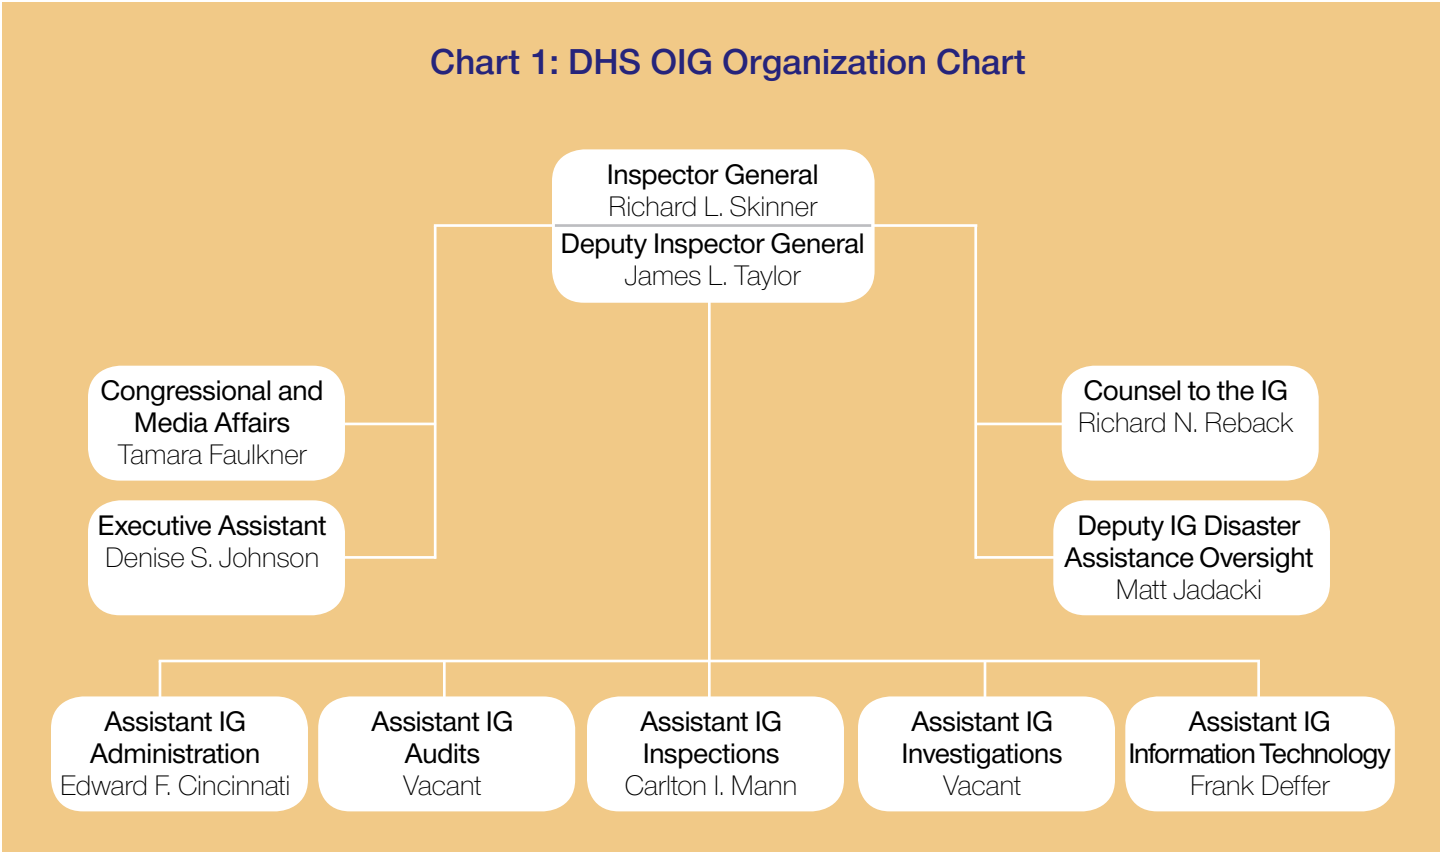 Chart 1: DHS OIG Organization Chart
Inspector General
Richard L. Skinner
Deputy Inspector General
James L. Taylor
Congressional and
Media Affairs
Tamara Faulkner
Counsel to the IG
Richard N. Reback
Executive Assistant
Denise S. Johnson
Deputy IG Disaster
Assistance Oversight
Matt Jadacki
Assistant IG
Administration
Edward F. Cincinnati
Assistant IG
Audits
Vacant
Assistant IG
Inspections
Carlton I. Mann
Assistant IG
Investigations
Vacant
Assistant IG
Information Technology
Frank Deffer